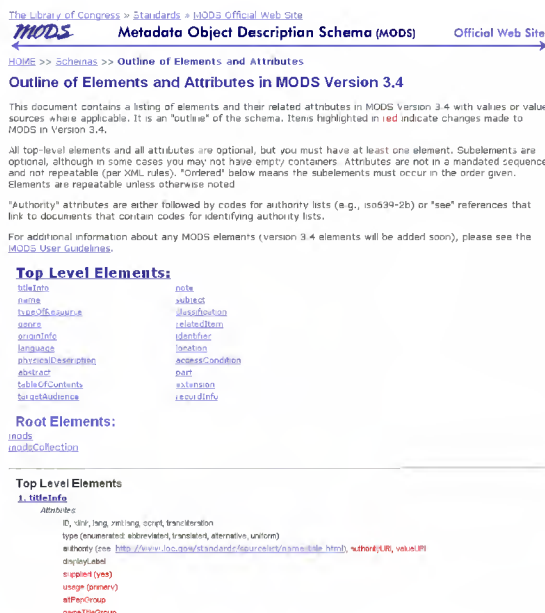 The Library of Congress » Standards » MODS Official Web Site
MODS Metadata Object Description Schema (MODS) Official Web Site
HOME >> Schemas >> Outline of Elements and Attributes
Outline of Elements and Attributes in MODS Version 3.4
This document contains a listing of elements and their related attributes in MODS Version 3.4 with values or value
sources where applicable. It is an "outline" of the schema. Items highlighted in red indicate changes made to
MODS in Version 3.4.
All top-level elements and all attributes are optional, but you must have at least one element. Subelements are
optional, although in some cases you may not have empty containers. Attributes are not in a mandated sequence
and not repeatable (per XML rules). "Ordered" below means the subelements must occur in the order given.
Elements are repeatable unless otherwise noted
"Authority" attributes are either followed by codes for authority lists (e.g., iso639-2b) or "see" references that
link to documents that contain codes for identifying authority lists.
For additional information about any MODS elements (version 3.4 elements will be added soon), please see the
MODS User Guidelines.
Top Level Elements:
titleInfo note
name subject
typeOfResource classification
genre relatedItem
originInfo identifier
language location
physicalDescription accessCondition
abstract part
tableOfContents extension
targetAudience recordInfo
Root Elements:
mods
modsCollection
Top Level Elements
1. titleInfo
Attributes
ID, xlink, lang, xml:lang, script, transliteration
type (enumerated: abbreviated, translated, alternative, uniform)
authority (see: http://www.loc.gov/standards/sourcelist/name-title.html), authorityURI, valueURI
displayLabel
supplied (yes)
usage (primary)
altRepGroup
nameTitleGroup